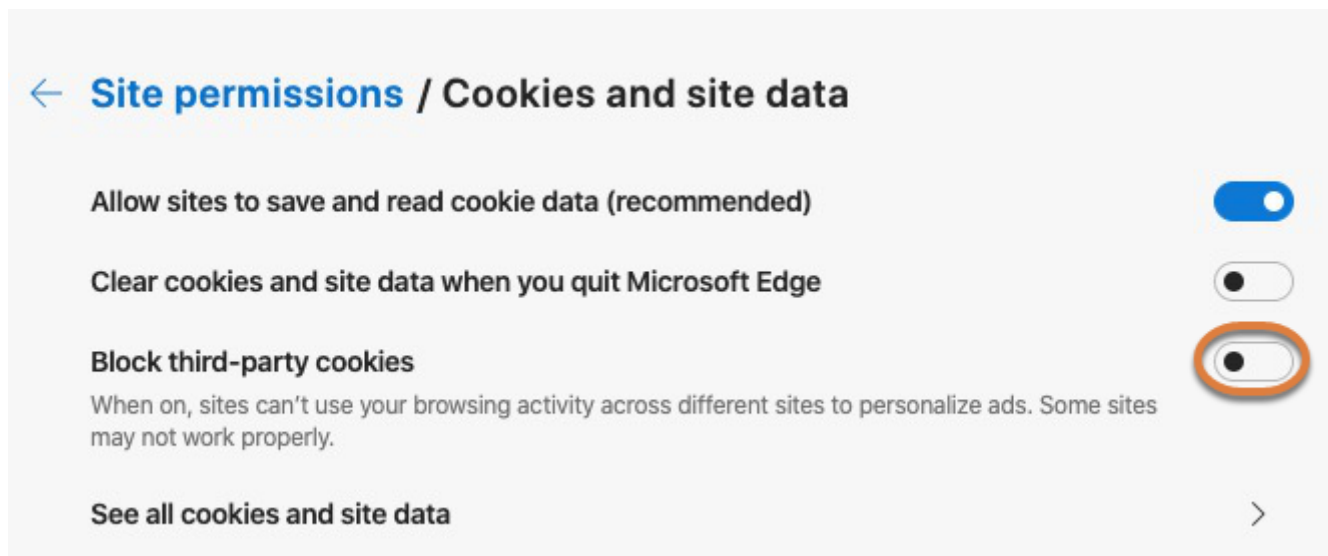 Site permissions / Cookies and site data
Allow sites to save and read cookie data (recommended)
Clear cookies and site data when you quit Microsoft Edge
Block third-party cookies
When on, sites can't use your browsing activity across different sites to personalize ads. Some sites
may not work properly.
See all cookies and site data